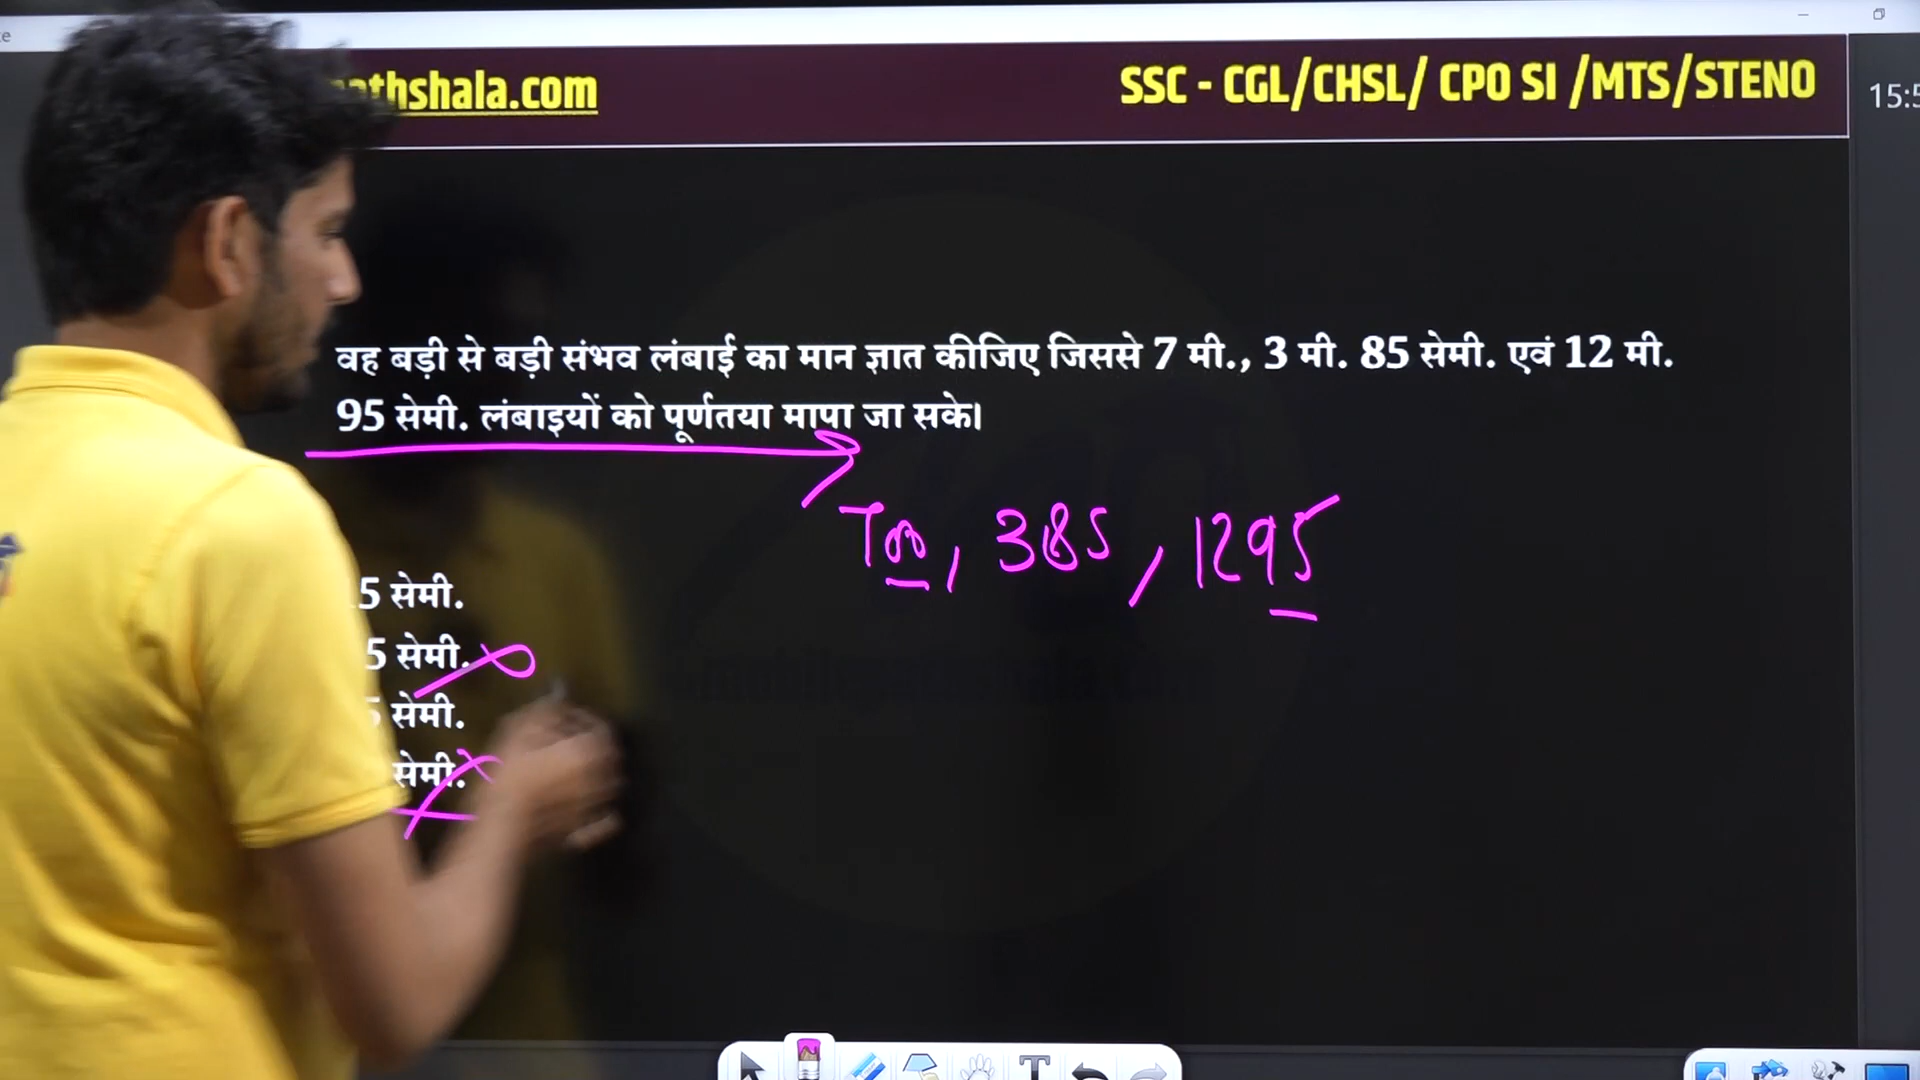 athshala.com
SSC - CGL/CHSL/ CPO SI /MTS/STENO
वह बड़ी से बड़ी संभव लंबाई का मान ज्ञात कीजिए जिससे 7 मी., 3 मी. 85 सेमी. एवं 12 मी.
95 सेमी. लंबाइयों को पूर्णतया मापा जा सके।
700, 385, 1295
5 सेमी.
5 सेमी.
5 सेमी.
सेमी.